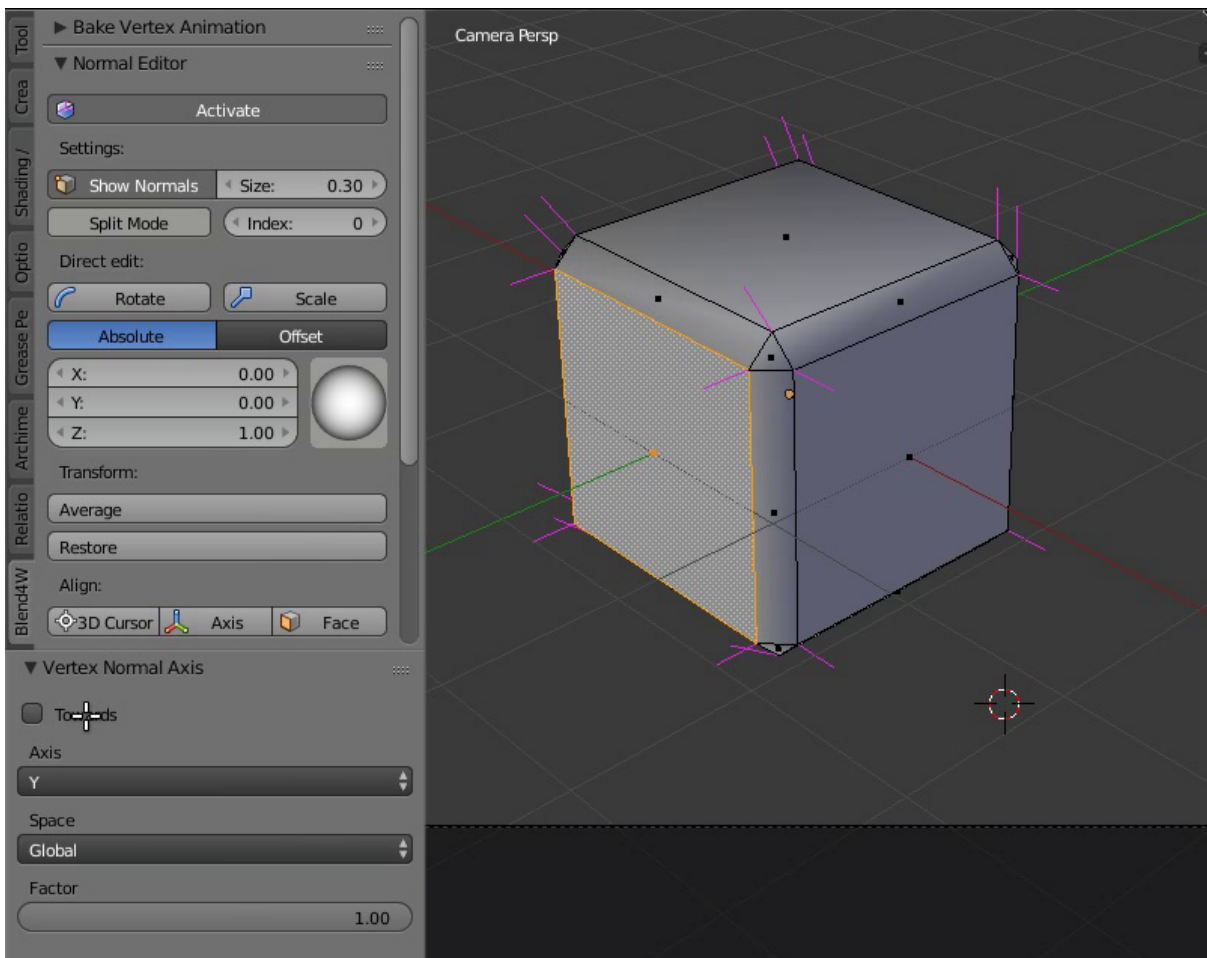 Tool
Crea
Shading /
Optio
Grease Pe
Archime
Relatio
Blend4W
Bake Vertex Animation
Normal Editor
Activate
Settings:
Show Normals Size: 0.30
Split Mode Index: 0
Direct edit:
Rotate Scale
Absolute Offset
X: 0.00
Y: 0.00
Z: 1.00
Transform:
Average
Restore
Align:
3D Cursor Axis Face
Vertex Normal Axis
Axis
Y
Space
Global
Factor
1.00
Camera Persp